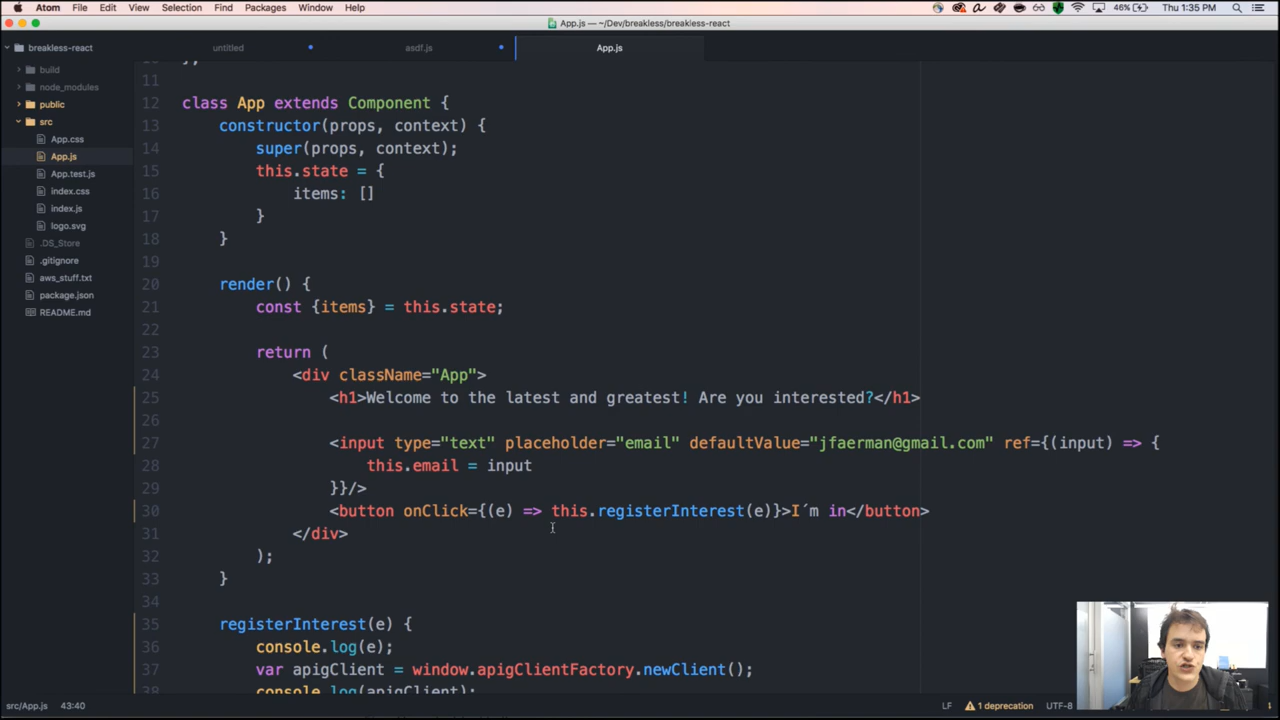 Atom File Edit View Selection Find Packages Window Help
46% Thu 1:35 PM
App.js — ~/Dev/breakless/breakless-react
breakless-react
untitled
asdf.js
App.js
build
node_modules
public
src
App.css
App.js
App.test.js
index.css
index.js
logo.svg
.DS_Store
.gitignore
aws_stuff.txt
package.json
README.md
11
12 class App extends Component {
13 constructor(props, context) {
14 super(props, context);
15 this.state = {
16 items: []
17 }
18 }
19
20 render() {
21 const {items} = this.state;
22
23 return (
24 <div className="App">
25 <h1>Welcome to the latest and greatest! Are you interested?</h1>
26
27 <input type="text" placeholder="email" defaultValue="jfaerman@gmail.com" ref={(input) => {
28 this.email = input
29 }}/>
30 <button onClick={(e) => this.registerInterest(e)}>I´m in</button>
31 </div>
32 );
33 }
34
35 registerInterest(e) {
36 console.log(e);
37 var apigClient = window.apigClientFactory.newClient();
38 console.log(apigClient);
src/App.js 43:40
LF 1 deprecation UTF-8